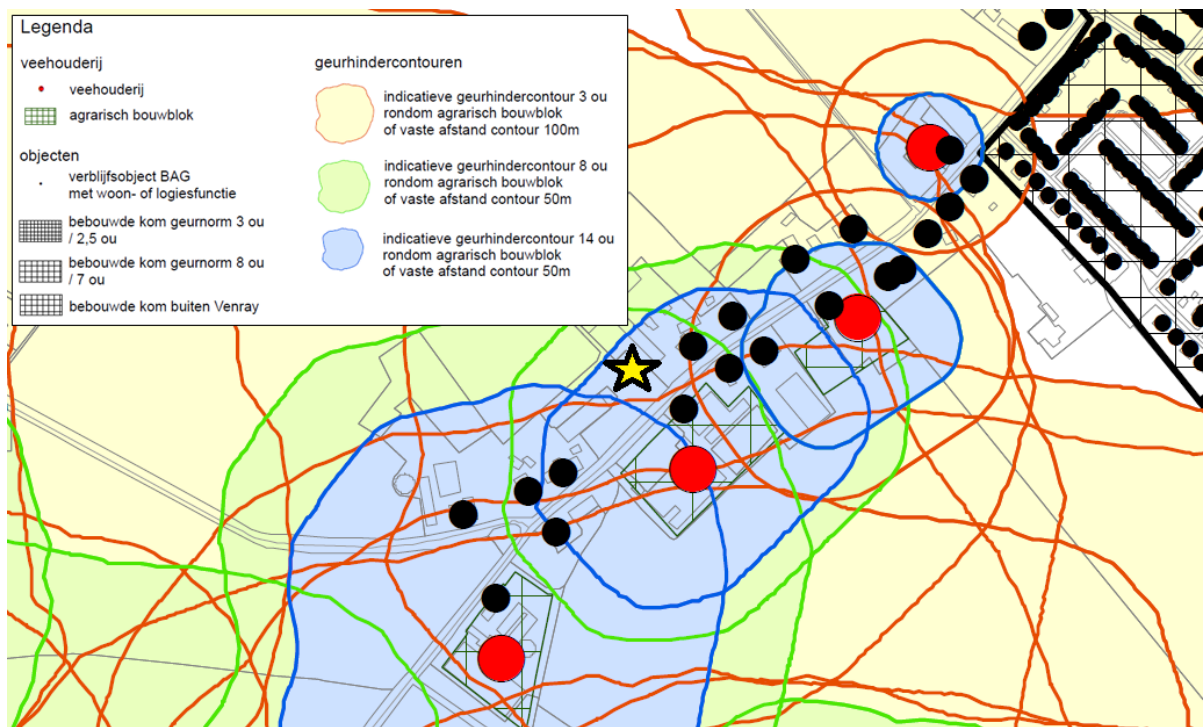 Legenda
veehouderij
veehouderij
agrarisch bouwblok
objecten
verblijfsobject BAG
met woon- of logiesfunctie
bebouwde kom geurnorm 3 ou
/ 2,5 ou
bebouwde kom geurnorm 8 ou
/ 7 ou
bebouwde kom buiten Venray
geurhindercontouren
indicatieve geurhindercontour 3 ou
rondom agrarisch bouwblok
of vaste afstand contour 100m
indicatieve geurhindercontour 8 ou
rondom agrarisch bouwblok
of vaste afstand contour 50m
indicatieve geurhindercontour 14 ou
rondom agrarisch bouwblok
of vaste afstand contour 50m